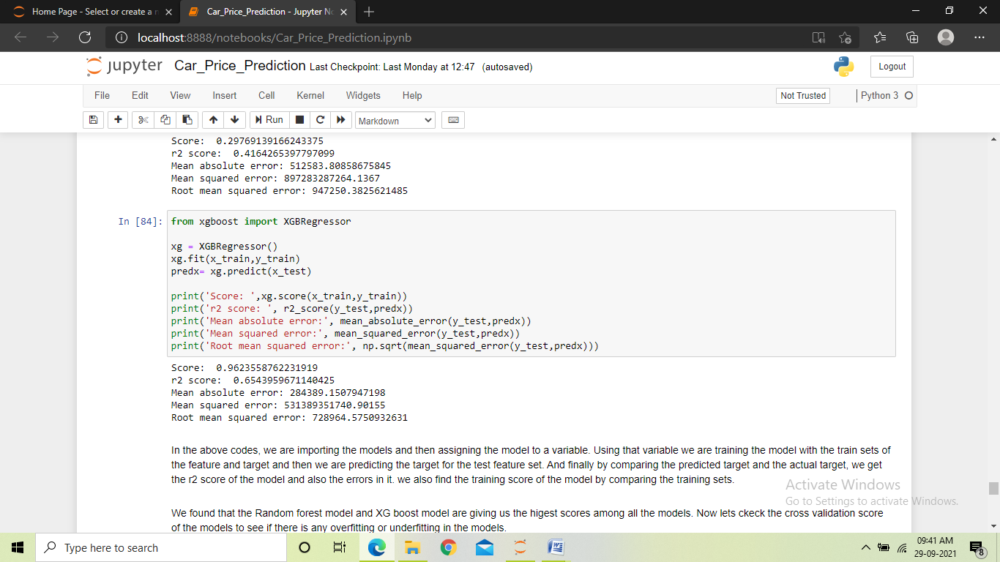 Home Page - Select or create a n
Car_Price_Prediction - Jupyter No
localhost:8888/notebooks/Car_Price_Prediction.ipynb
jupyter Car_Price_Prediction Last Checkpoint: Last Monday at 12:47 (autosaved)
Logout
File Edit View Insert Cell Kernel Widgets Help
Not Trusted
Python 3
Run
Markdown
Score:  0.29769139166243375
r2 score:  0.4164265397797099
Mean absolute error: 512583.80858675845
Mean squared error: 897283287264.1367
Root mean squared error: 947250.3825621485
In [84]: from xgboost import XGBRegressor
xg = XGBRegressor()
xg.fit(x_train,y_train)
predx= xg.predict(x_test)
print('Score: ',xg.score(x_train,y_train))
print('r2 score: ', r2_score(y_test,predx))
print('Mean absolute error:', mean_absolute_error(y_test,predx))
print('Mean squared error:', mean_squared_error(y_test,predx))
print('Root mean squared error:', np.sqrt(mean_squared_error(y_test,predx)))
Score:  0.9623558762231919
r2 score:  0.6543959671140425
Mean absolute error: 284389.1507947198
Mean squared error: 531389351740.90155
Root mean squared error: 728964.5750932631
In the above codes, we are importing the models and then assigning the model to a variable. Using that variable we are training the model with the train sets of
the feature and target and then we are predicting the target for the test feature set. And finally by comparing the predicted target and the actual target, we get
the r2 score of the model and also the errors in it. we also find the training score of the model by comparing the training sets.
Activate Windows
Go to Settings to activate Windows.
We found that the Random forest model and XG boost model are giving us the higest scores among all the models. Now lets ckeck the cross validation score
of the models to see if there is any overfitting or underfitting in the models.
Type here to search
09:41 AM
29-09-2021
8